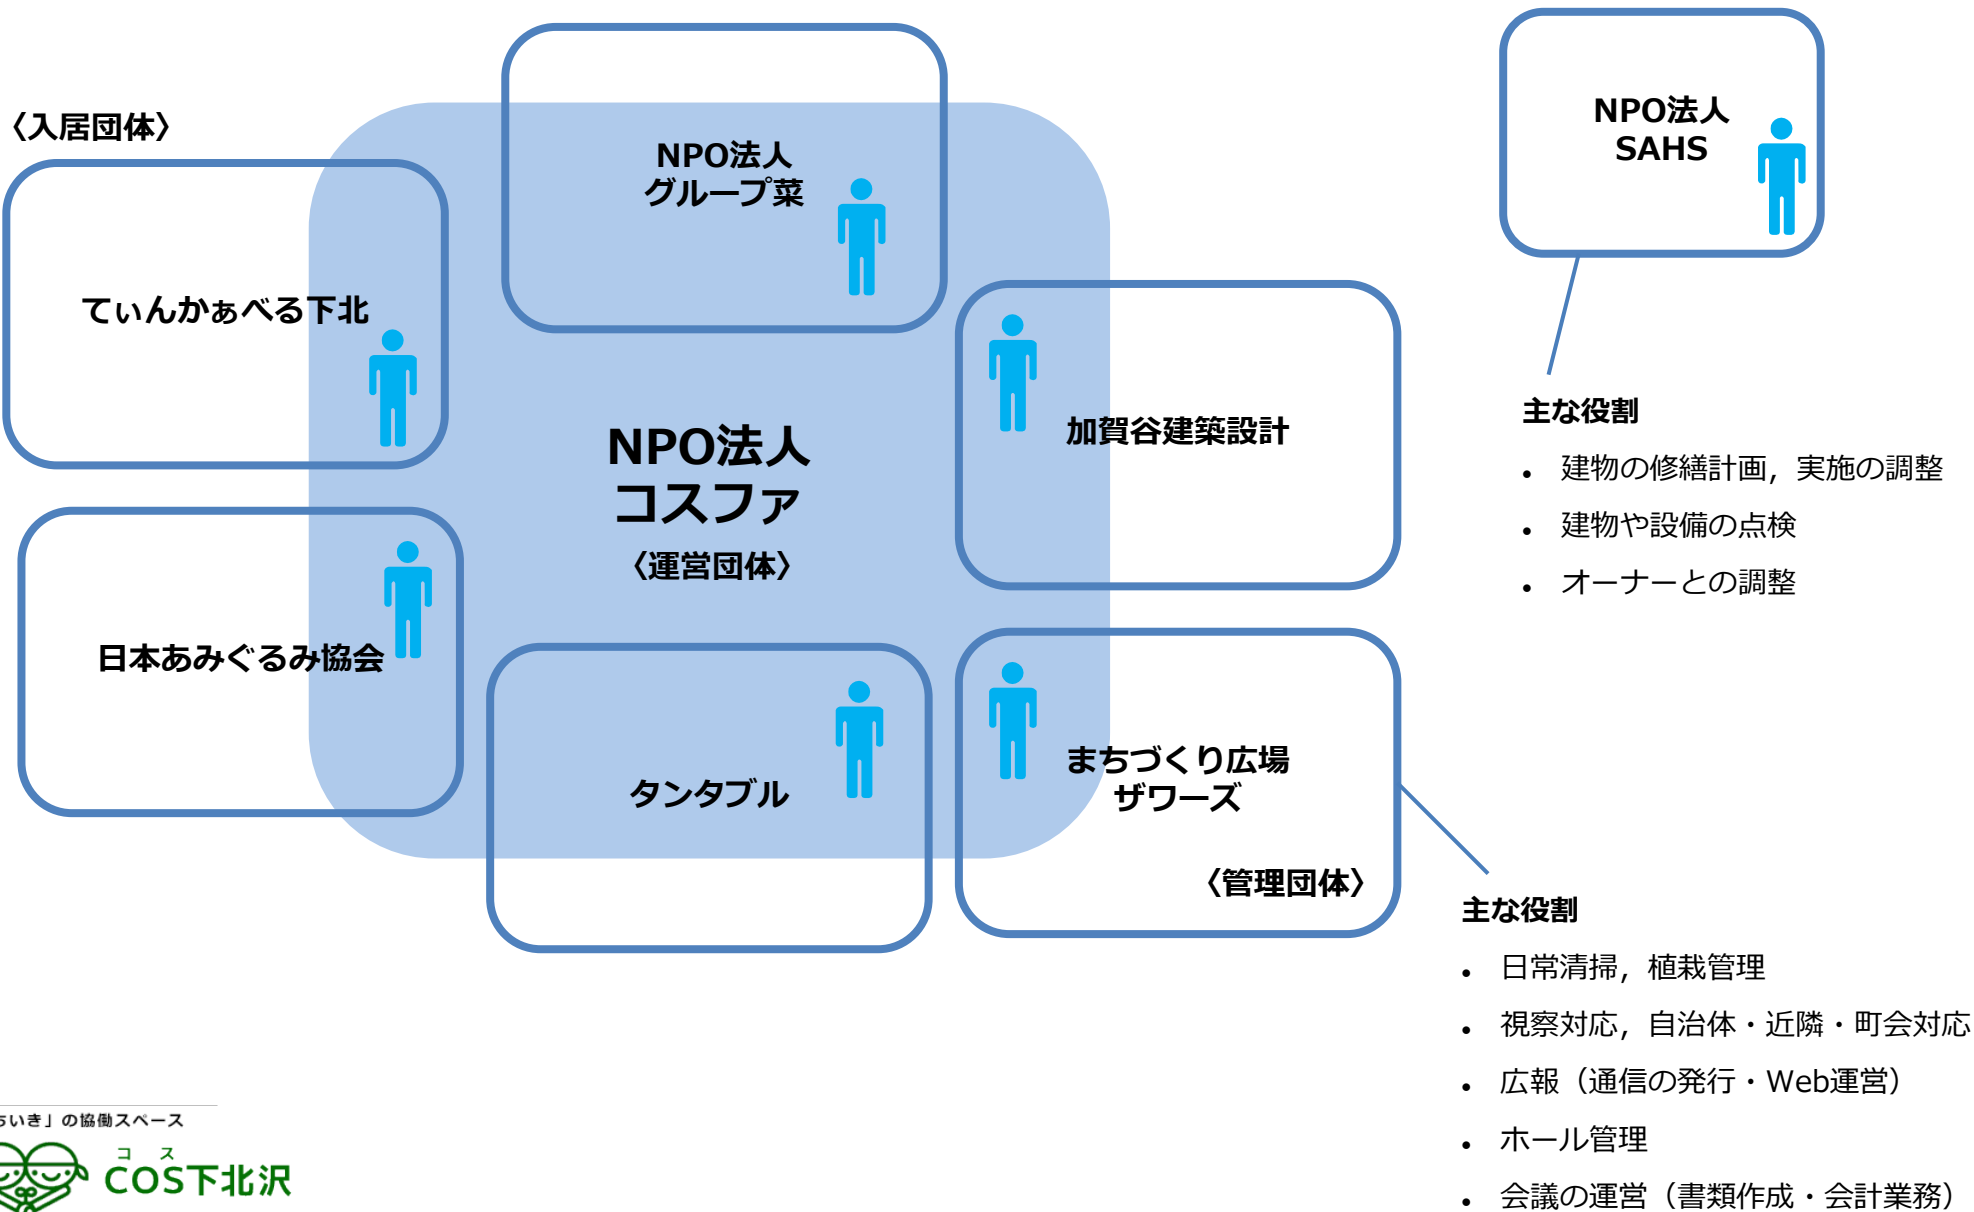 〈入居団体〉
NPO法人
グループ菜
てぃんかぁべる下北
NPO法人
コスファ
〈運営団体〉
加賀谷建築設計
日本あみぐるみ協会
タンタブル
まちづくり広場
ザワーズ
〈管理団体〉
NPO法人
SAHS
主な役割
• 建物の修繕計画，実施の調整
• 建物や設備の点検
• オーナーとの調整
主な役割
• 日常清掃，植栽管理
• 視察対応，自治体・近隣・町会対応
• 広報（通信の発行・Web運営）
• ホール管理
• 会議の運営（書類作成・会計業務）
いき」の協働スペース
コス
COS下北沢